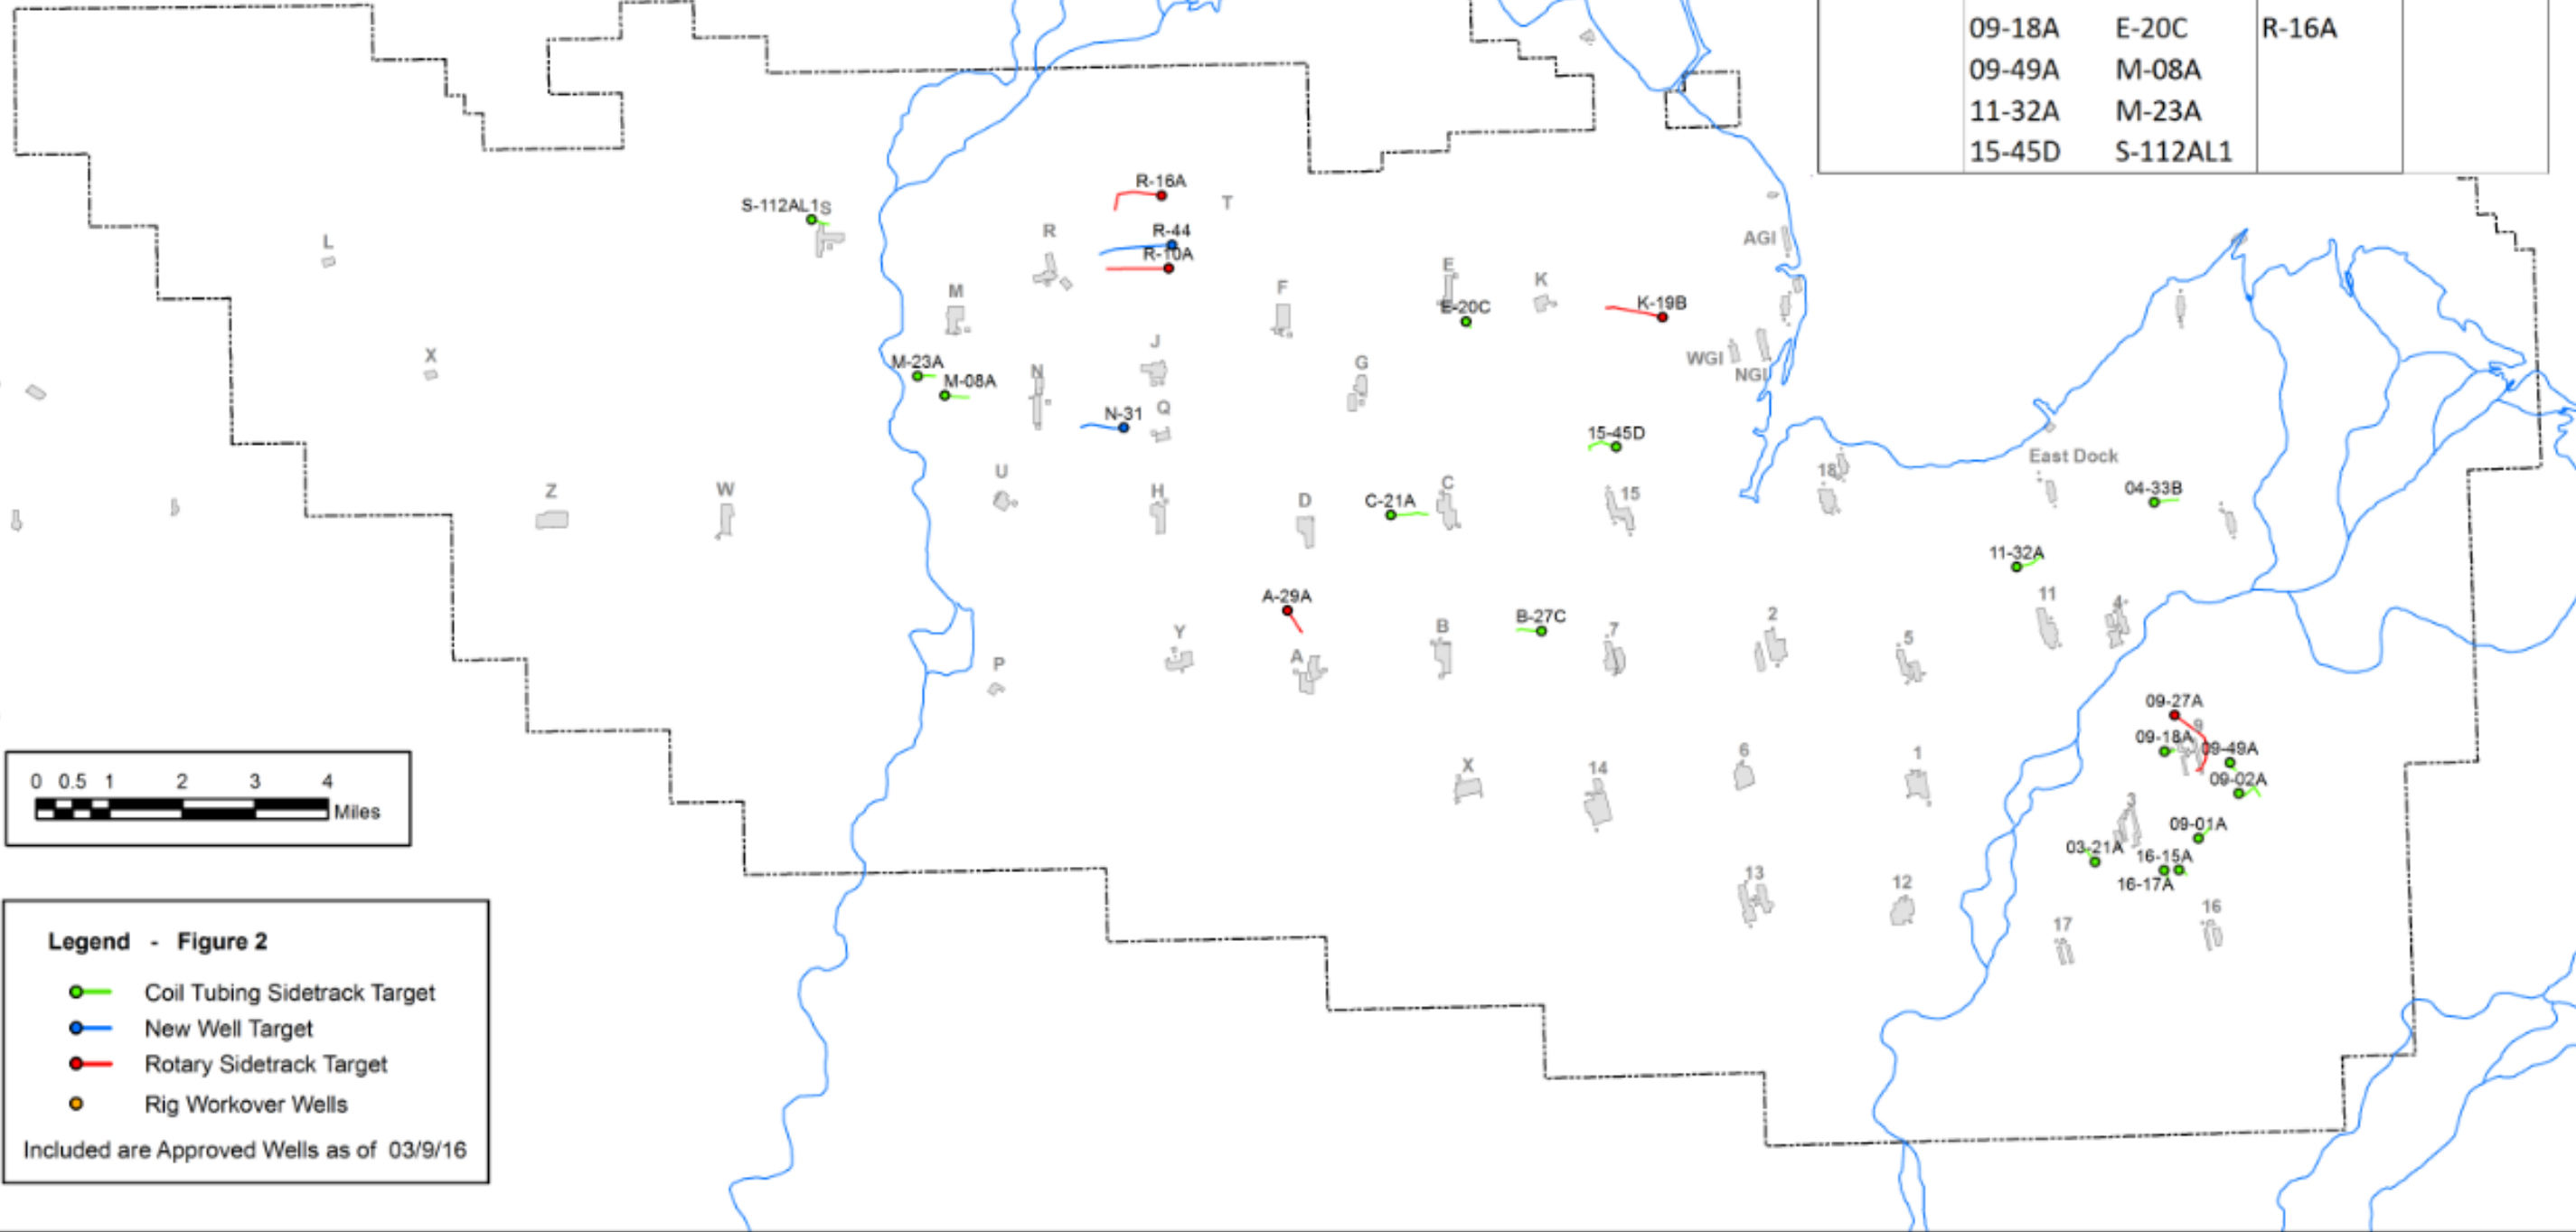 09-18A E-20C R-16A
09-49A M-08A
11-32A M-23A
15-45D S-112AL1
R-16A
T
S-112AL1 S
R-44
R
AGI
L
R-10A
E
K
M
F
K-19B
E-20C
J
X
WGI
M-23A
G
N
NGI
M-08A
Q
N-31
15-45D
East Dock
18
U
Z
W
H
C
04-33B
15
D
C-21A
11-32A
A-29A
11
4
B-27C
2
B
Y
7
5
A
P
09-27A
9
09-18A
09-49A
6
1
X
14
09-02A
0 0.5 1 2 3 4
Miles
3
09-01A
03-21A
16-15A
13
12
16-17A
16
17
Legend - Figure 2
Coil Tubing Sidetrack Target
New Well Target
Rotary Sidetrack Target
Rig Workover Wells
Included are Approved Wells as of 03/9/16